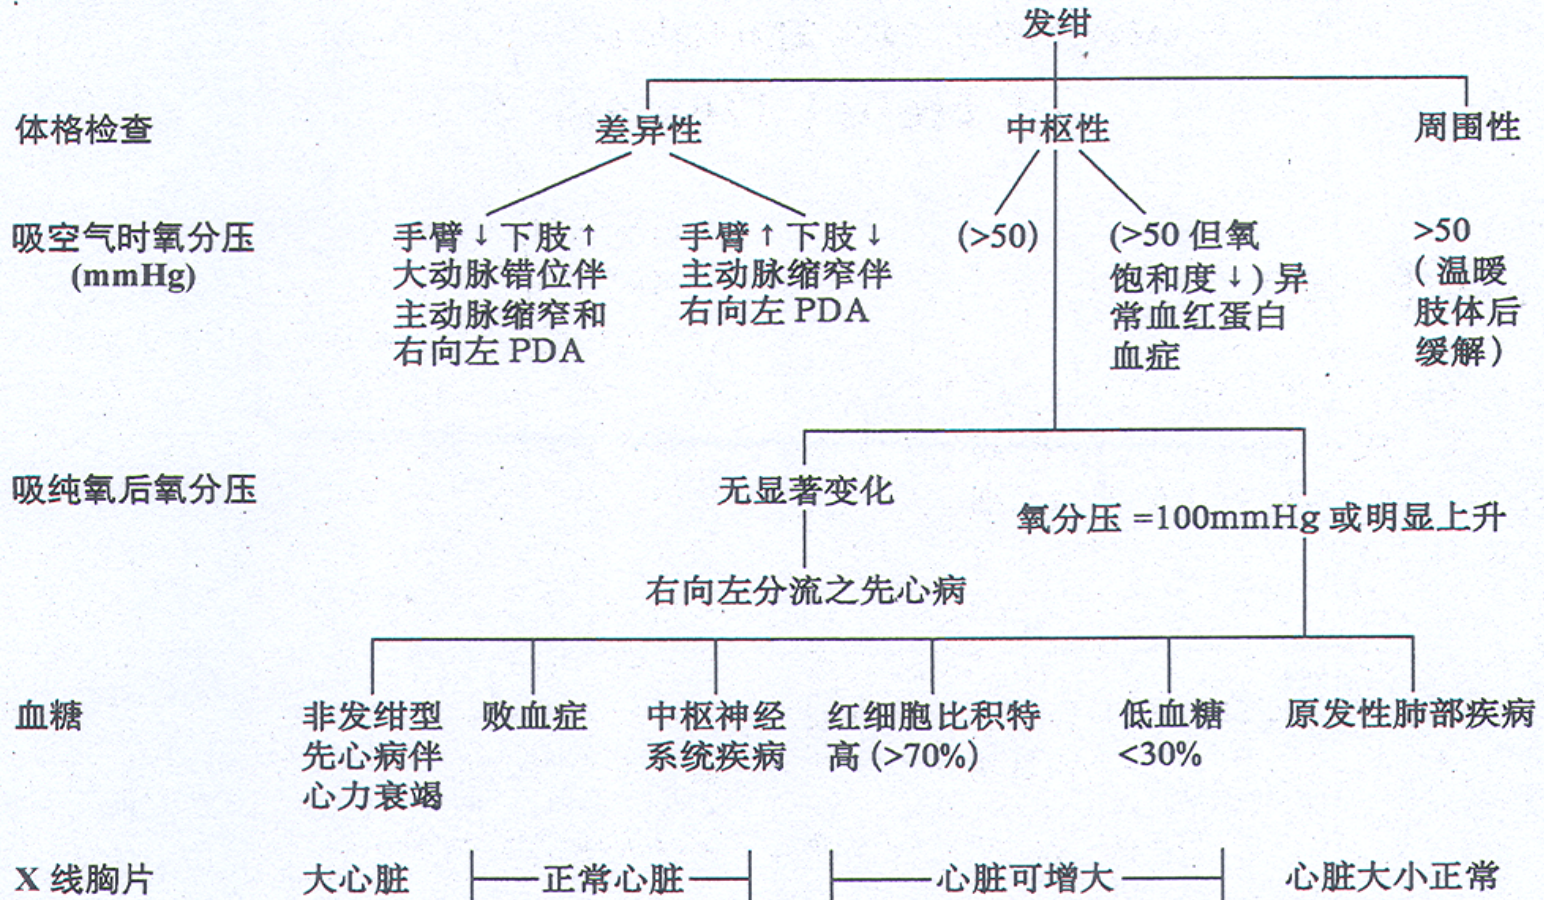 发绀
体格检查 差异性 中枢性 周围性
吸空气时氧分压
(mmHg)
手臂↓下肢↑
大动脉错位伴
主动脉缩窄和
右向左 PDA
手臂↑下肢↓
主动脉缩窄伴
右向左 PDA
(>50)
(>50 但氧
饱和度↓) 异
常血红蛋白
血症
>50
(温暖
肢体后
缓解)
吸纯氧后氧分压
无显著变化
氧分压 =100mmHg 或明显上升
右向左分流之先心病
血糖
非发绀型
先心病伴
心力衰竭
败血症
中枢神经
系统疾病
红细胞比积特
高 (>70%)
低血糖
<30%
原发性肺部疾病
X 线胸片 大心脏 正常心脏 心脏可增大 心脏大小正常